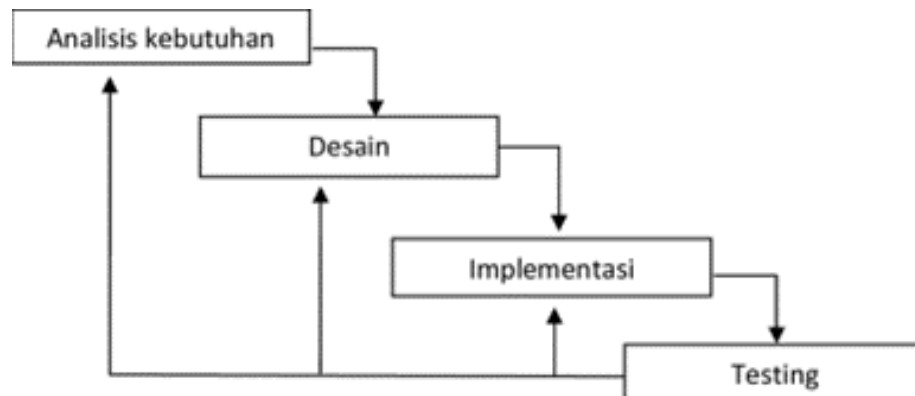 Analisis kebutuhan
Desain
Implementasi
Testing